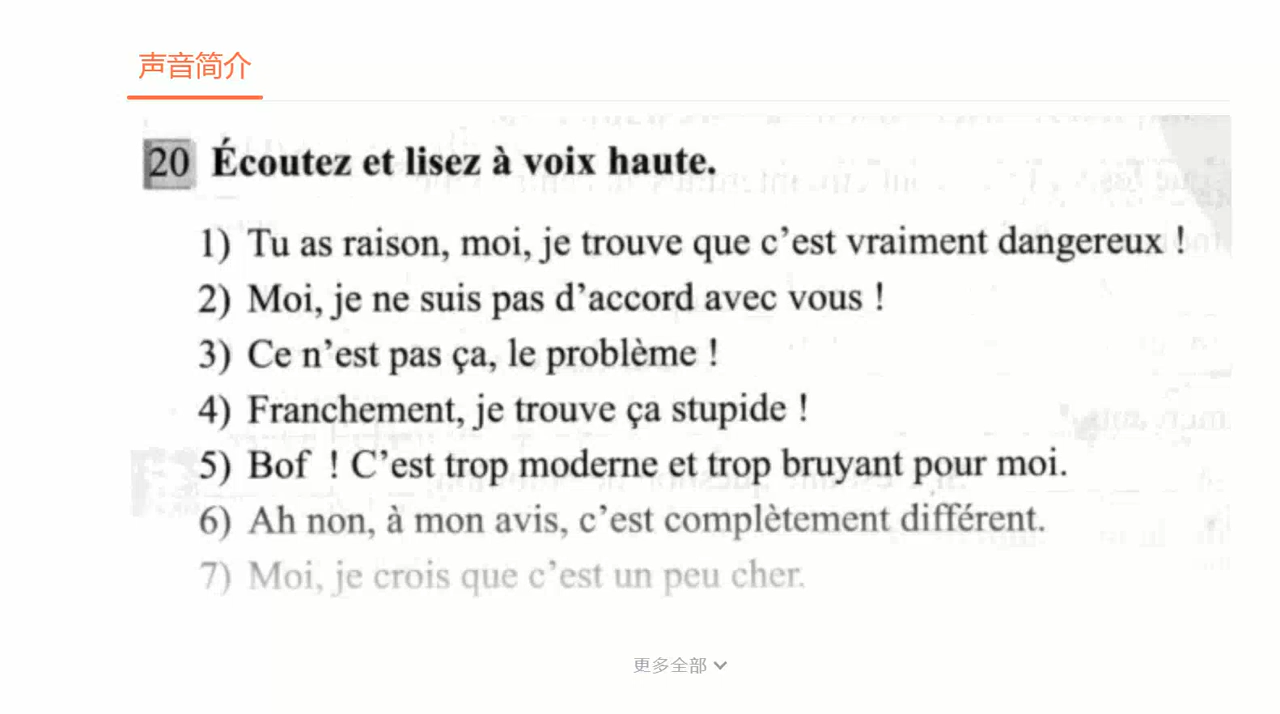 声音简介
20 Écoutez et lisez à voix haute.
1) Tu as raison, moi, je trouve que c’est vraiment dangereux !
2) Moi, je ne suis pas d’accord avec vous !
3) Ce n’est pas ça, le problème !
4) Franchement, je trouve ça stupide !
5) Bof ! C’est trop moderne et trop bruyant pour moi.
6) Ah non, à mon avis, c’est complètement différent.
7) Moi, je crois que c’est un peu cher.
更多全部